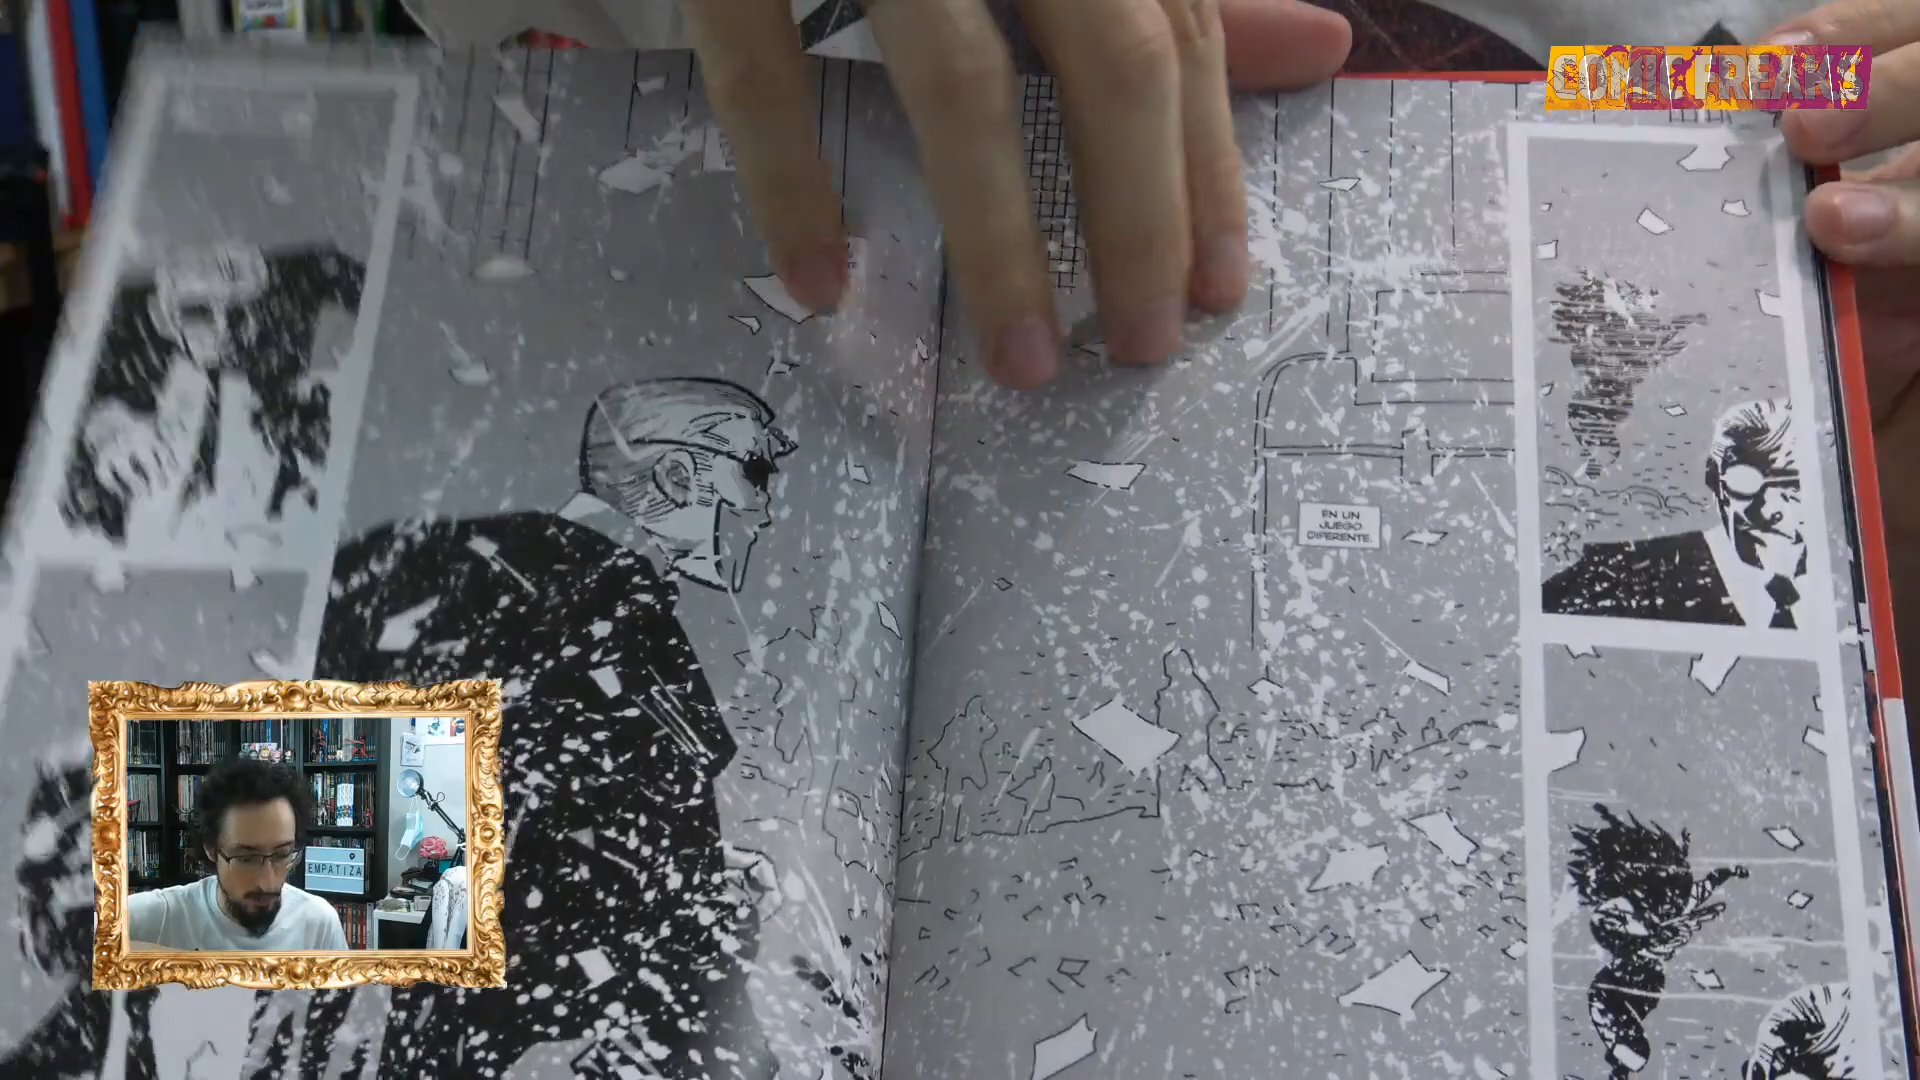 COMIC FREAKS
EN UN
JUEGO
DIFERENTE.
EMPATIZA